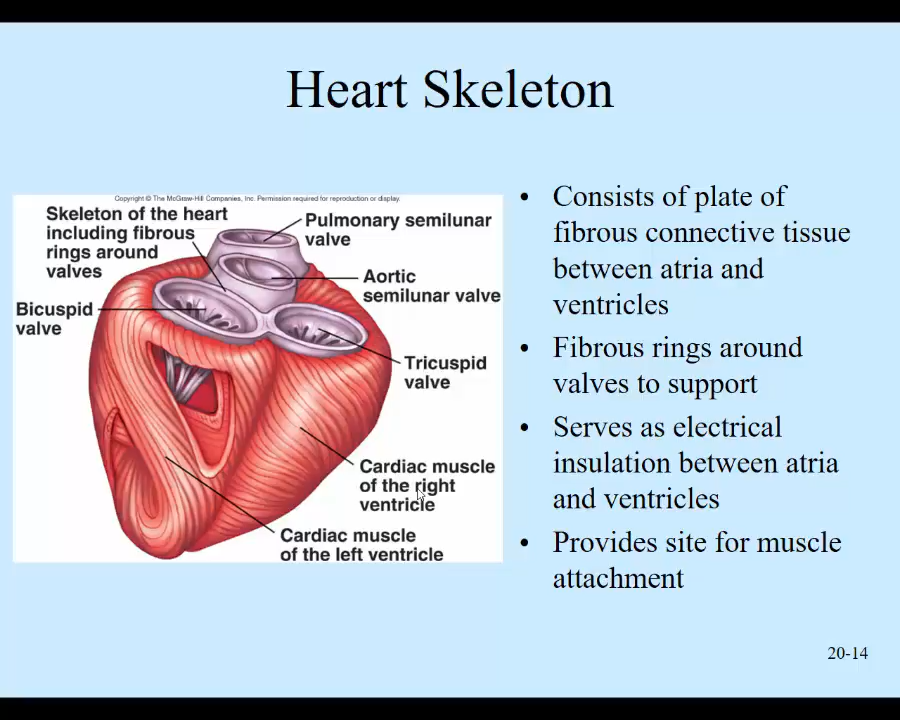 Heart Skeleton
Copyright © The McGraw-Hill Companies, Inc. Permission required for reproduction or display.
Skeleton of the heart
including fibrous
rings around
valves
Pulmonary semilunar
valve
Aortic
semilunar valve
Bicuspid
valve
Tricuspid
valve
Cardiac muscle
of the right
ventricle
Cardiac muscle
of the left ventricle
• Consists of plate of
fibrous connective tissue
between atria and
ventricles
• Fibrous rings around
valves to support
• Serves as electrical
insulation between atria
and ventricles
• Provides site for muscle
attachment
20-14